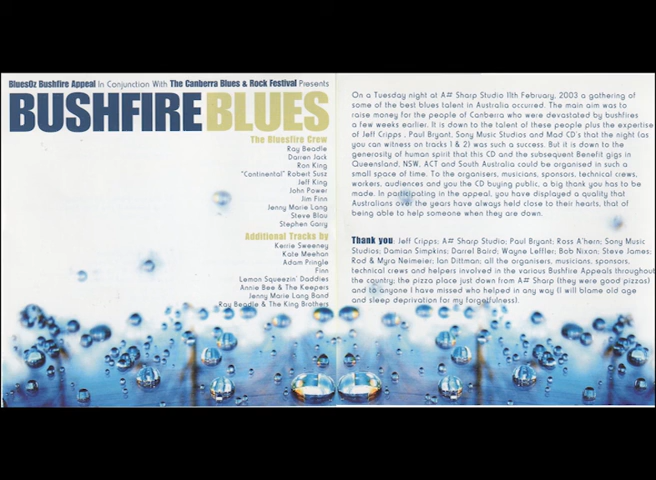 BluesOz Bushfire Appeal In Conjunction With The Canberra Blues & Rock Festival Presents
BUSHFIREBLUES
The Bluesfire Crew
Ray Beadle
Darren Jack
Ron King
"Continental" Robert Susz
Jeff King
John Power
Jim Finn
Jenny Marie Lang
Steve Blau
Stephen Garry
Additional Tracks by
Kerrie Sweeney
Kate Meehan
Adam Pringle
Finn
Lemon Squeezin' Daddies
Annie Bee & The Keepers
Jenny Marie Lang Band
Ray Beadle & The King Brothers
On a Tuesday night at A# Sharp Studio 11th February, 2003 a gathering of
some of the best blues talent in Australia occurred. The main aim was to
raise money for the people of Canberra who were devastated by bushfires
a few weeks earlier. It is down to the talent of these people plus the expertise
of Jeff Cripps . Paul Bryant, Sony Music Studios and Mad CD's that the night (as
you can witness on tracks 1 & 2) was such a success. But it is down to the
generosity of human spirit that this CD and the subsequent Benefit gigs in
Queensland, NSW, ACT and South Australia could be organised in such a
small space of time. To the organisers, musicians, sponsors, technical crews,
workers, audiences and you the CD buying public, a big thank you has to be
made. In participating in the appeal, you have displayed a quality that
Australians over the years have always held close to their hearts, that of
being able to help someone when they are down.
Thank you: Jeff Cripps; A# Sharp Studio; Paul Bryant; Ross A'hern; Sony Music
Studios; Damian Simpkins; Darrel Baird; Wayne Leffler; Bob Nixon; Steve James;
Rod & Myra Neimeier; Ian Dittman; all the organisers, musicians, sponsors,
technical crews and helpers involved in the various Bushfire Appeals throughout
the country; the pizza place just down from A# Sharp (they were good pizzas)
and to anyone I have missed who helped in any way (I will blame old age
and sleep deprivation for my forgetfulness).